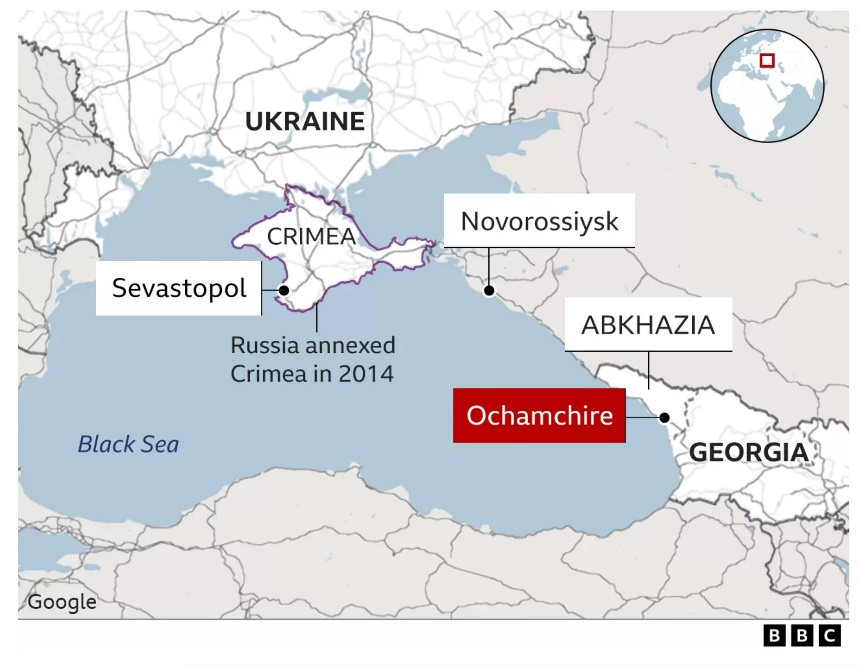 UKRAINE
Novorossiysk
CRIMEA
Sevastopol
ABKHAZIA
Russia annexed
Crimea in 2014
Ochamchire
Black Sea
GEORGIA
Google
BBC